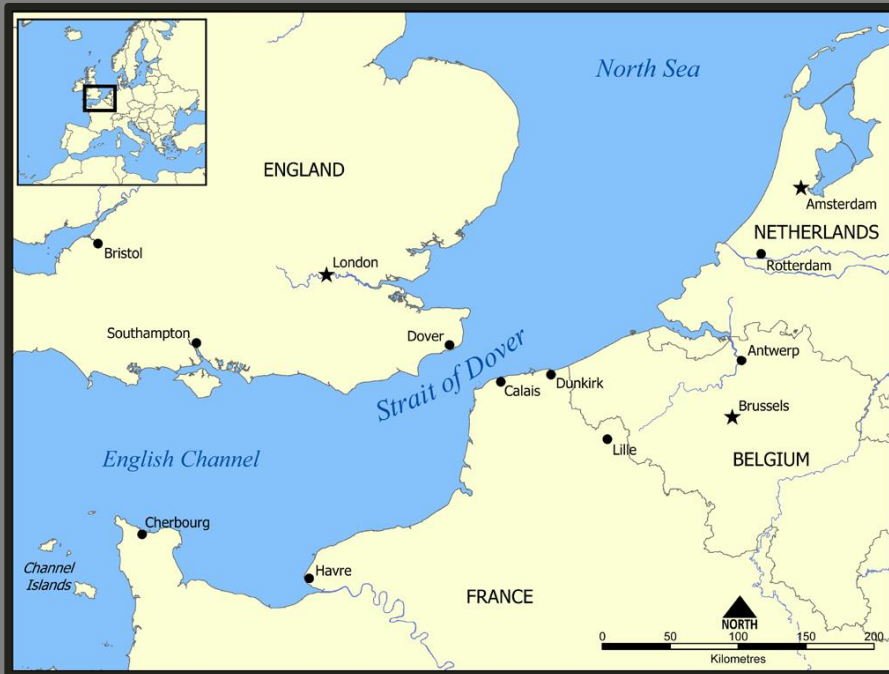 North Sea
ENGLAND
Amsterdam
NETHERLANDS
Bristol
London
Rotterdam
Southampton
Dover
Strait of Dover
Antwerp
Calais
Dunkirk
Brussels
Lille
English Channel
BELGIUM
Cherbourg
Channel
Islands
Havre
FRANCE
NORTH
0 50 100 150 200
Kilometres